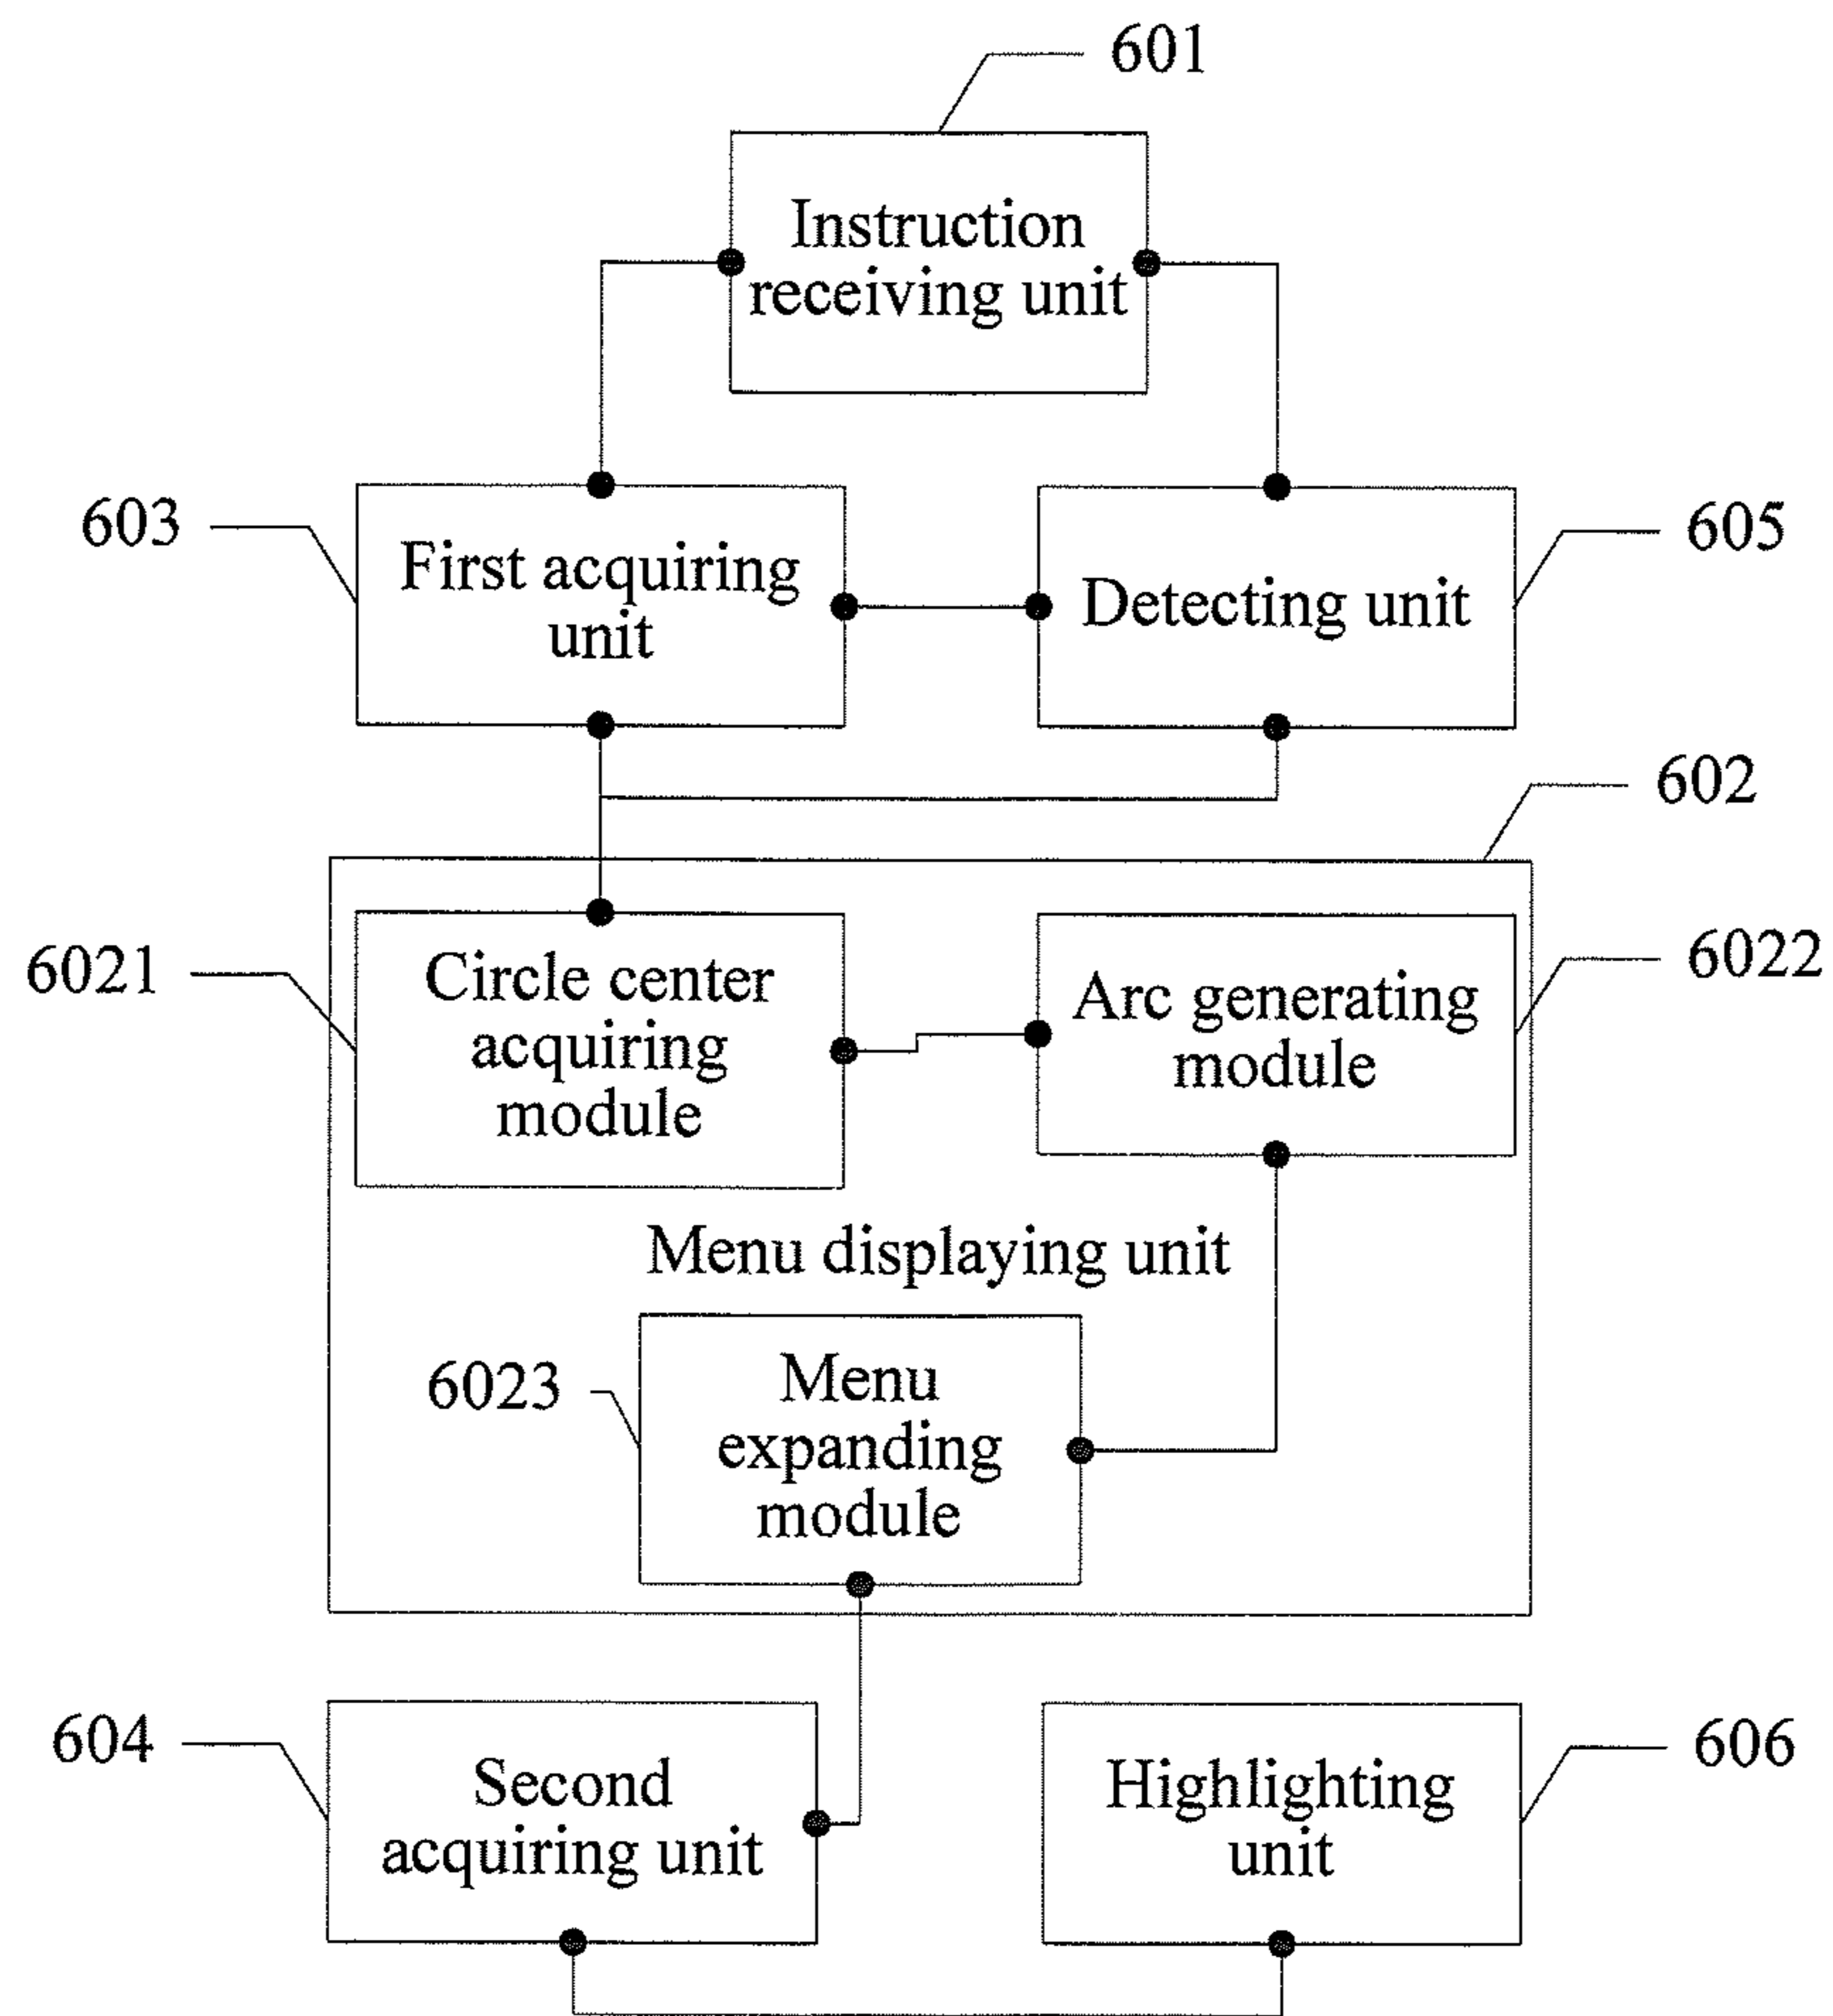 601
Instruction
receiving unit
603
First acquiring
unit
Detecting unit
605
602
6021
Circle center
acquiring
module
Arc generating
module
6022
Menu displaying unit
6023
Menu
expanding
module
604
Second
acquiring unit
Highlighting
unit
606